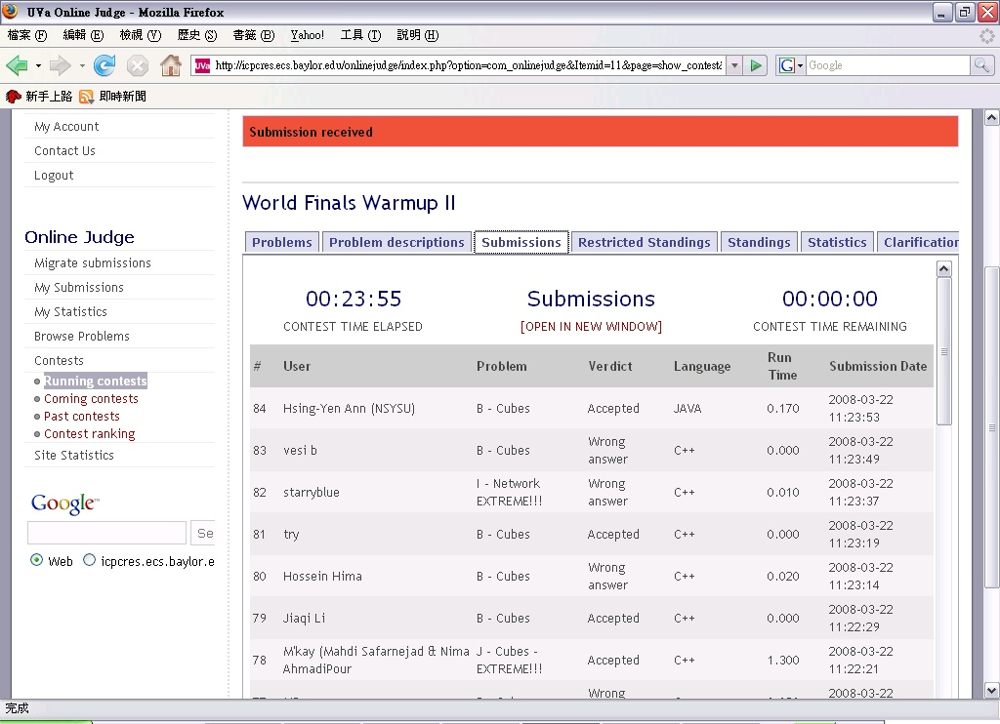 UVa Online Judge - Mozilla Firefox
檔案 (F) 編輯 (E) 檢視 (V) 歷史 (S) 書籤 (B) Yahoo! 工具 (T) 說明 (H)
UVa http://icpcres.ecs.baylor.edu/onlinejudge/index.php?option=com_onlinejudge&Itemid=11&page=show_contest& G Google
新手上路 即時新聞
My Account
Contact Us
Logout
Online Judge
Migrate submissions
My Submissions
My Statistics
Browse Problems
Contests
Running contests
Coming contests
Past contests
Contest ranking
Site Statistics
Google™
Se
Web icpcres.ecs.baylor.e
Submission received
World Finals Warmup II
Problems Problem descriptions Submissions Restricted Standings Standings Statistics Clarification
00:23:55 Submissions 00:00:00
CONTEST TIME ELAPSED [OPEN IN NEW WINDOW] CONTEST TIME REMAINING
# User Problem Verdict Language Run Time Submission Date
84 Hsing-Yen Ann (NSYSU) B - Cubes Accepted JAVA 0.170 2008-03-22 11:23:53
83 vesi b B - Cubes Wrong answer C++ 0.000 2008-03-22 11:23:49
82 starryblue I - Network EXTREME!!! Wrong answer C++ 0.010 2008-03-22 11:23:37
81 try B - Cubes Accepted C++ 0.000 2008-03-22 11:23:19
80 Hossein Hima B - Cubes Wrong answer C++ 0.020 2008-03-22 11:23:14
79 Jiaqi Li B - Cubes Accepted C++ 0.000 2008-03-22 11:22:29
78 M'kay (Mahdi Safarnejad & Nima AhmadiPour J - Cubes - EXTREME!!! Accepted C++ 1.300 2008-03-22 11:22:21
Wrong 2008-03-22
完成